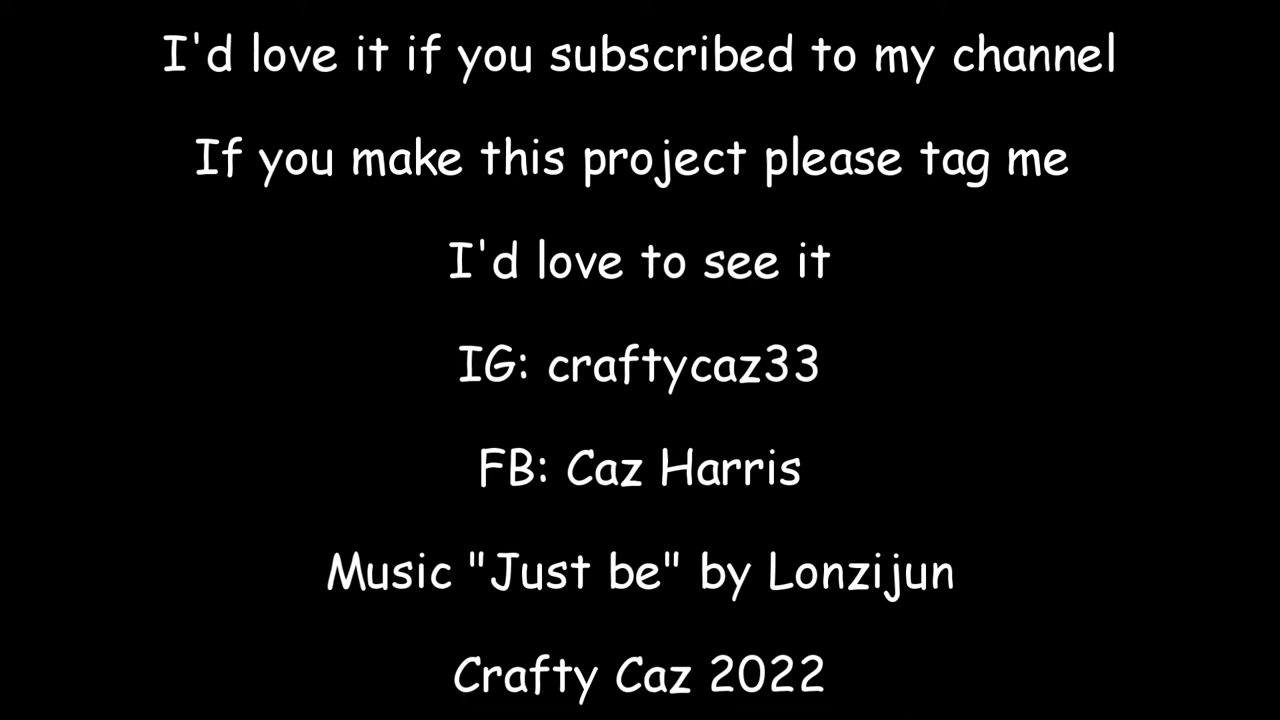 I'd love it if you subscribed to my channel
If you make this project please tag me
I'd love to see it
IG: craftycaz33
FB: Caz Harris
Music "Just be" by Lonzijun
Crafty Caz 2022